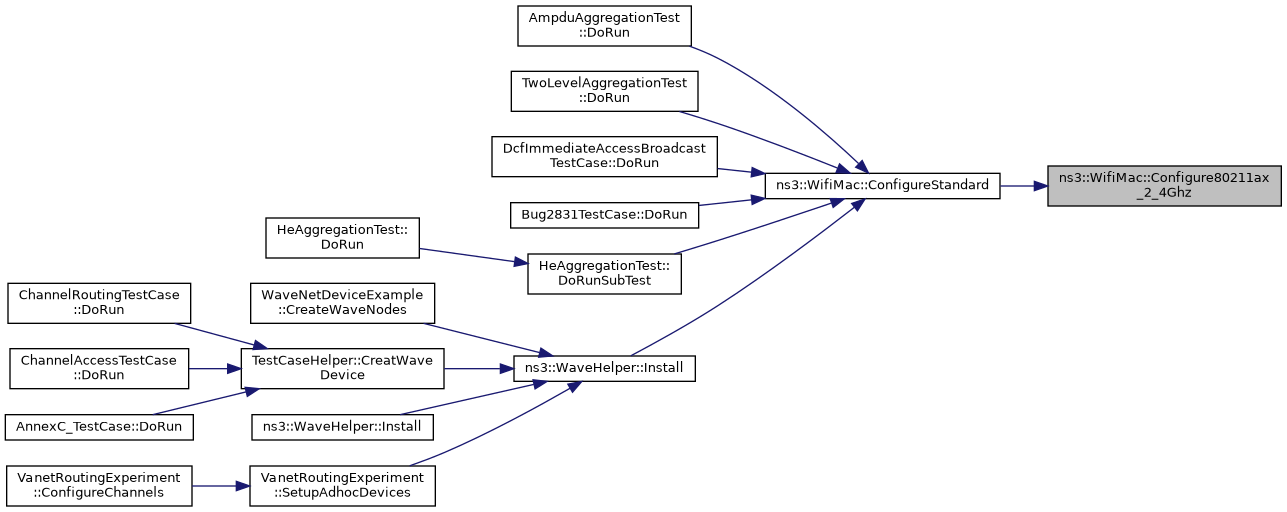 AmpduAggregationTest
::DoRun
TwoLevelAggregationTest
::DoRun
DcfImmediateAccessBroadcast
TestCase::DoRun
ns3::WifiMac::ConfigureStandard
ns3::WifiMac::Configure80211ax
_2_4Ghz
Bug2831TestCase::DoRun
HeAggregationTest::
DoRun
HeAggregationTest::
DoRunSubTest
ChannelRoutingTestCase
::DoRun
WaveNetDeviceExample
::CreateWaveNodes
ChannelAccessTestCase
::DoRun
TestCaseHelper::CreatWave
Device
ns3::WaveHelper::Install
AnnexC_TestCase::DoRun
ns3::WaveHelper::Install
VanetRoutingExperiment
::ConfigureChannels
VanetRoutingExperiment
::SetupAdhocDevices